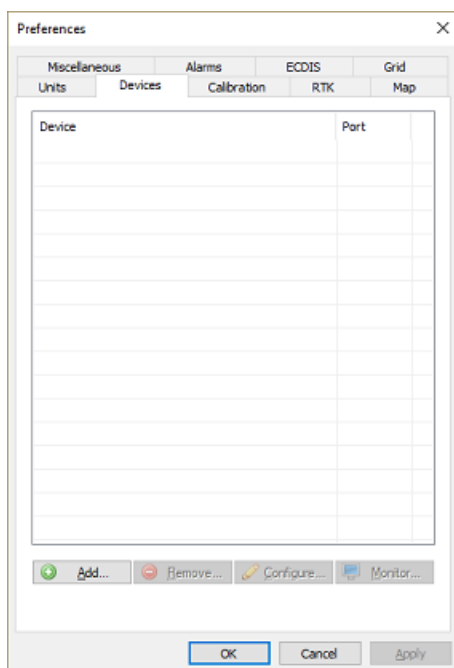 Preferences
Miscellaneous Alarms ECDIS Grid
Units Devices Calibration RTK Map
Device Port
Add... Remove... Configure... Monitor...
OK Cancel Apply